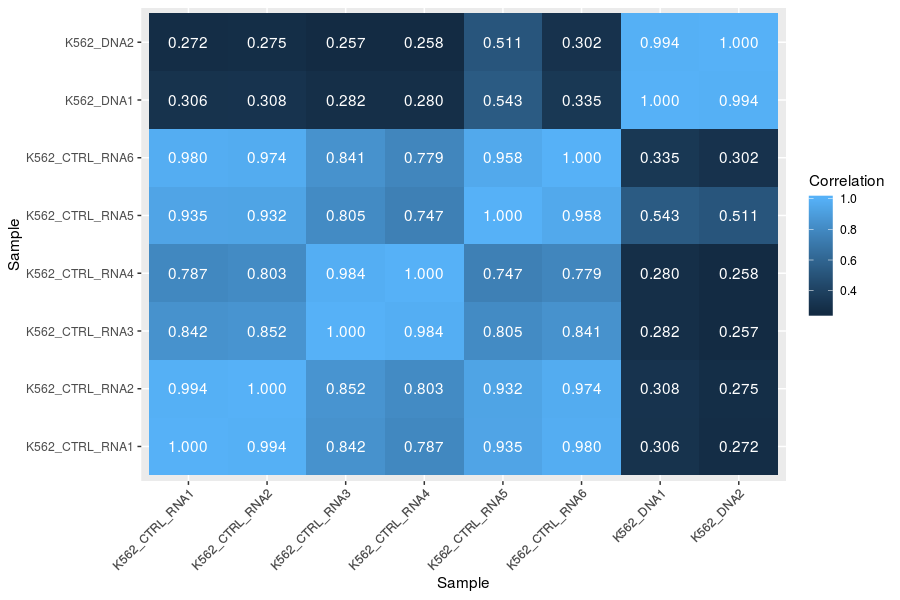 K562_DNA2 0.272 0.275 0.257 0.258 0.511 0.302 0.994 1.000
K562_DNA1 0.306 0.308 0.282 0.280 0.543 0.335 1.000 0.994
K562_CTRL_RNA6 0.980 0.974 0.841 0.779 0.958 1.000 0.335 0.302
K562_CTRL_RNA5 0.935 0.932 0.805 0.747 1.000 0.958 0.543 0.511
K562_CTRL_RNA4 0.787 0.803 0.984 1.000 0.747 0.779 0.280 0.258
K562_CTRL_RNA3 0.842 0.852 1.000 0.984 0.805 0.841 0.282 0.257
K562_CTRL_RNA2 0.994 1.000 0.852 0.803 0.932 0.974 0.308 0.275
K562_CTRL_RNA1 1.000 0.994 0.842 0.787 0.935 0.980 0.306 0.272
K562_CTRL_RNA1 K562_CTRL_RNA2 K562_CTRL_RNA3 K562_CTRL_RNA4 K562_CTRL_RNA5 K562_CTRL_RNA6 K562_DNA1 K562_DNA2
Sample
Sample
Correlation
1.0
0.8
0.6
0.4